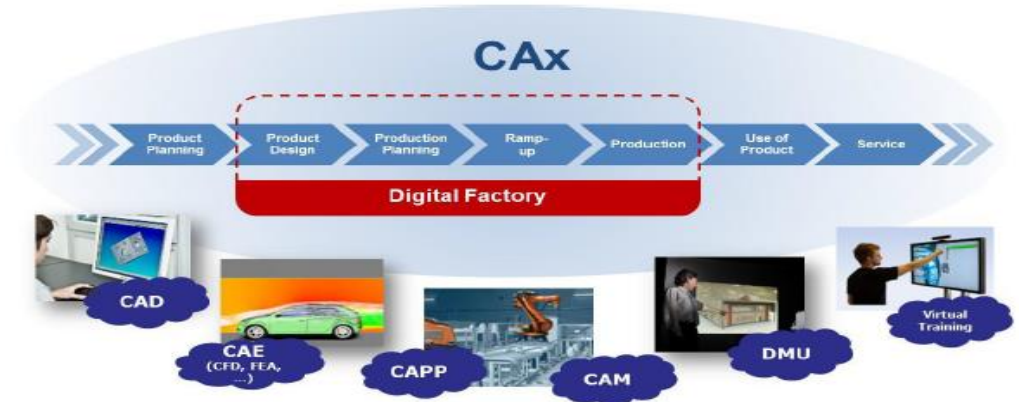 CAx
Product
Planning
Product
Design
Production
Planning
Ramp-
up
Production
Use of
Product
Service
Digital Factory
CAD
CAE
(CFD, FEA,
...)
CAPP
CAM
DMU
Virtual
Training